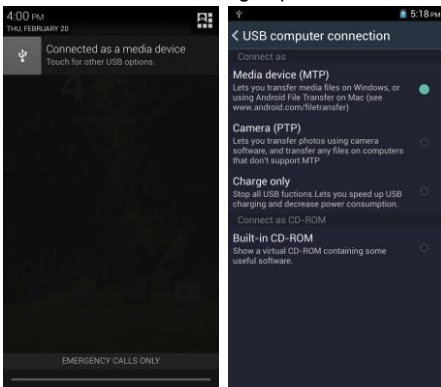 4:00 PM
THU, FEBRUARY 20
Connected as a media device
Touch for other USB options.
EMERGENCY CALLS ONLY
5:18 PM
USB computer connection
Connect as
Media device (MTP)
Lets you transfer media files on Windows, or
using Android File Transfer on Mac (see
www.android.com/filetransfer)
Camera (PTP)
Lets you transfer photos using camera
software, and transfer any files on computers
that don't support MTP
Charge only
Stop all USB fuctions.Lets you speed up USB
charging and decrease power consumption.
Connect as CD-ROM
Built-in CD-ROM
Show a virtual CD-ROM containing some
useful software.